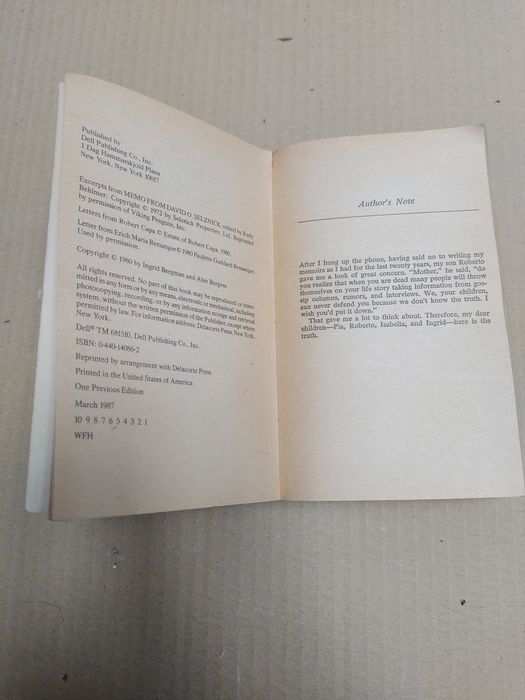 Published by
Dell Publishing Co., Inc.
1 Dag Hammarskjold Plaza
New York, New York 10017
Excerpts from MEMO FROM DAVID O. SELZNICK, edited by Rudy
Behlmer: Copyright © 1972 by Selznick Properties, Ltd. Reprinted
by permission of Viking Penguin, Inc.
Letters from Robert Capa © Estate of Robert Capa, 1980.
Letter from Erich Maria Remarque © 1980 Paulette Goddard Remarque.
Used by permission.
Copyright © 1980 by Ingrid Bergman and Alan Burgess
All rights reserved. No part of this book may be reproduced or trans-
mitted in any form or by any means, electronic or mechanical, including
photocopying, recording, or by any information storage and retrieval
system, without the written permission of the Publisher, except where
permitted by law. For information address: Delacorte Press, New York,
New York.
Dell® TM 681510, Dell Publishing Co., Inc.
ISBN: 0-440-14086-2
Reprinted by arrangement with Delacorte Press
Printed in the United States of America
One Previous Edition
March 1987
10 9 8 7 6 5 4 3 2 1
WFH
Author's Note
After I hung up the phone, having said no to writing my
memoirs as I had for the last twenty years, my son Roberto
gave me a look of great concern. "Mother," he said, "do
you realize that when you are dead many people will throw
themselves on your life story taking information from gos-
sip columns, rumors, and interviews. We, your children,
can never defend you because we don't know the truth. I
wish you'd put it down."
That gave me a lot to think about. Therefore, my dear
children—Pia, Roberto, Isabella, and Ingrid—here is the
truth.